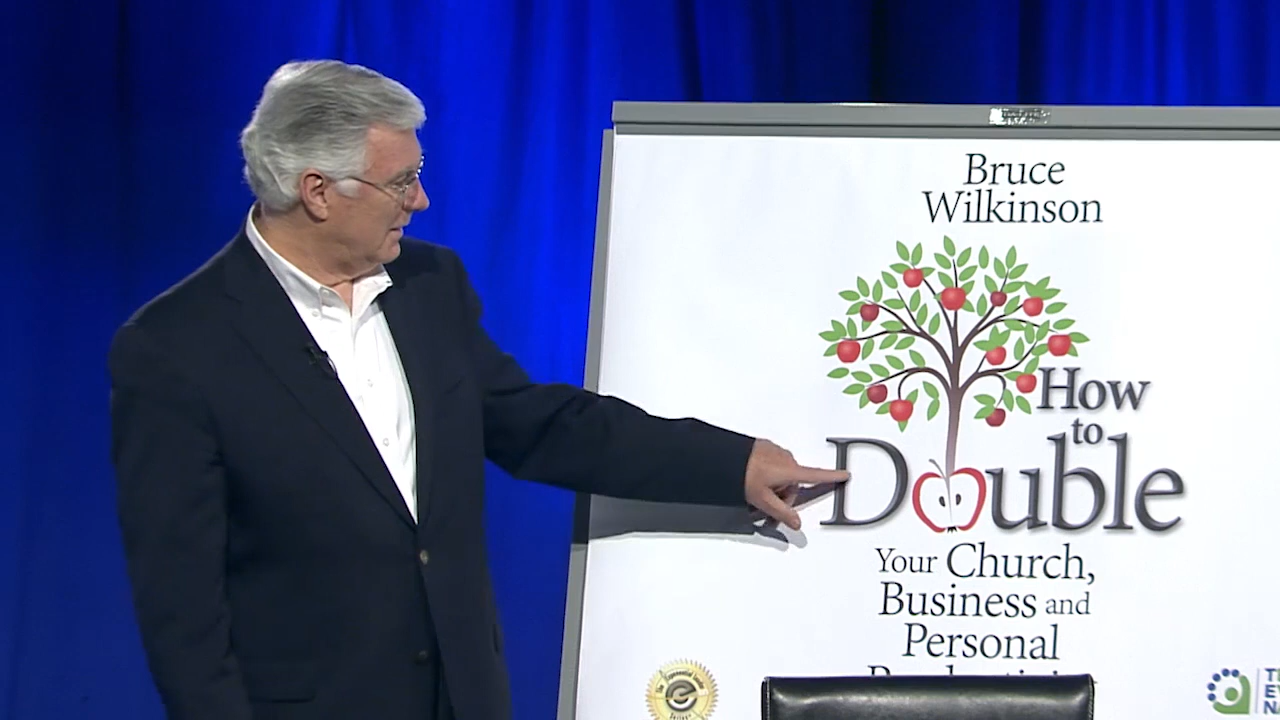 Bruce
Wilkinson
How
to
Double
Your Church,
Business and
Personal